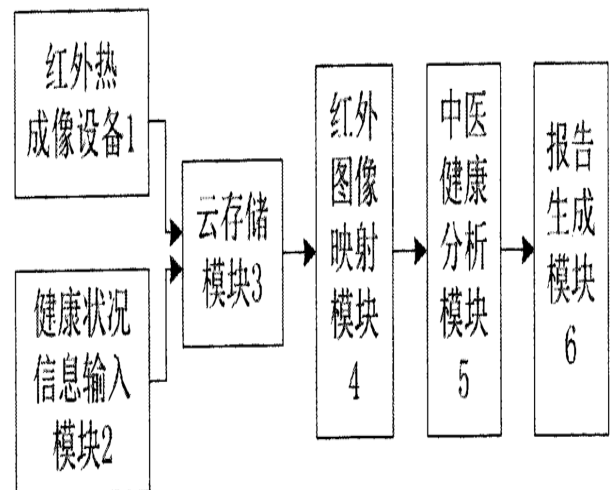 红外热
成像设备1
健康状况
信息输入
模块2
云存储
模块3
红外
图像
映射
模块
4
中医
健康
分析
模块
5
报告
生成
模块
6